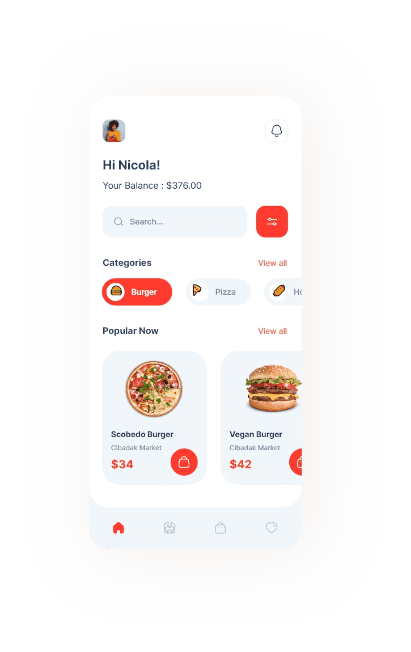 Hi Nicola!
Your Balance : $376.00
Search...
Categories
View all
Burger
Pizza
Ho
Popular Now
View all
Scobedo Burger
Cibadak Market
$34
Vegan Burger
Cibadak Market
$42